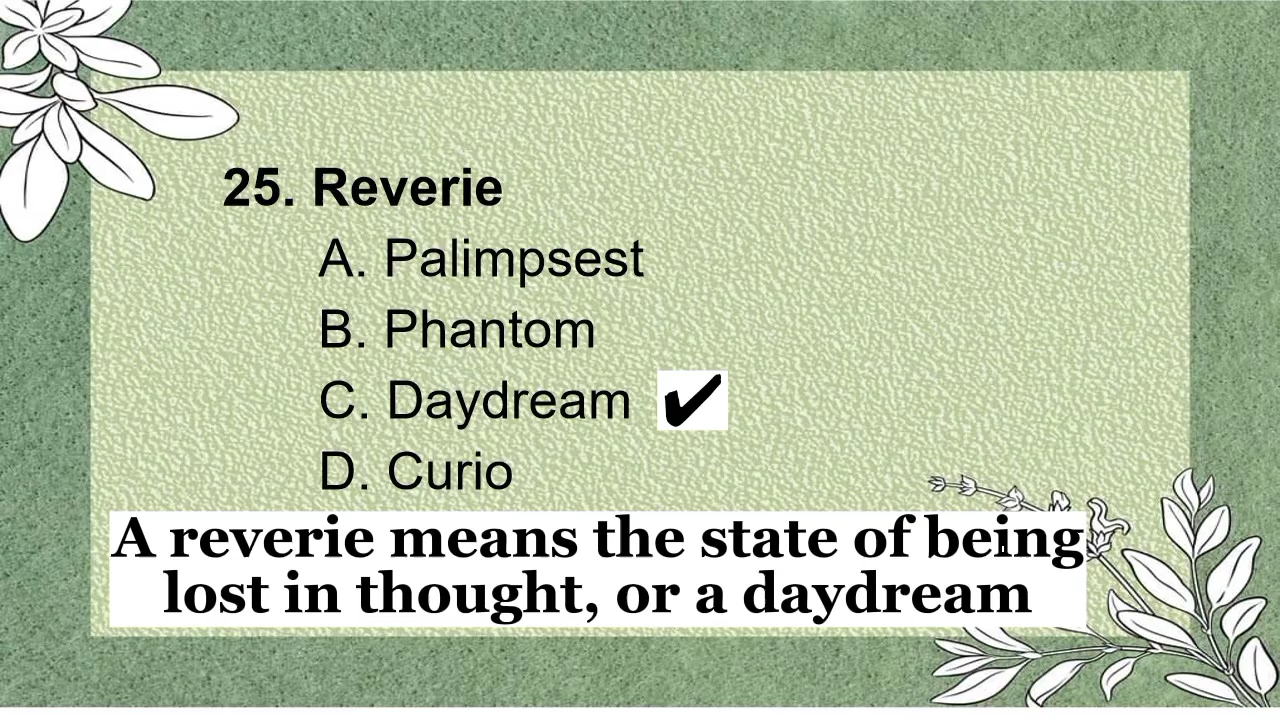 25. Reverie
A. Palimpsest
B. Phantom
C. Daydream ✔
D. Curio
A reverie means the state of being
lost in thought, or a daydream